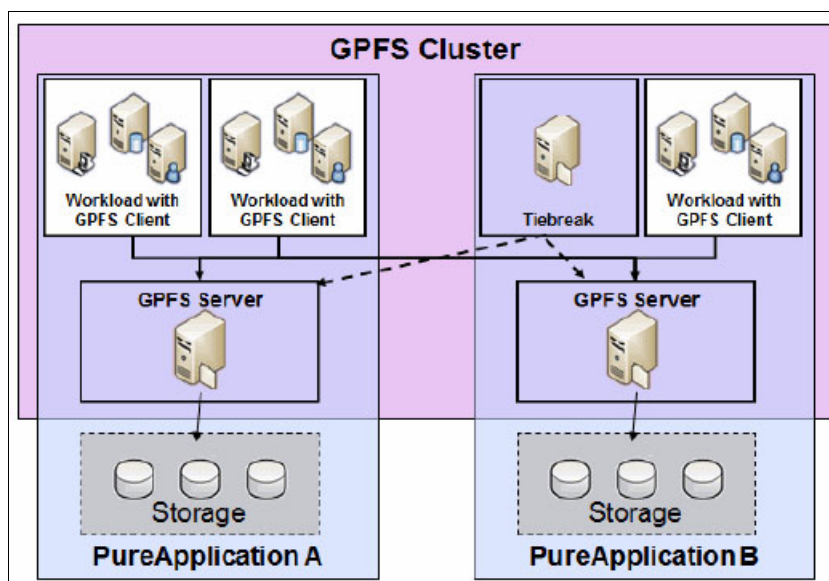 GPFS Cluster
Workload with
GPFS Client
Workload with
GPFS Client
Tiebreak
Workload with
GPFS Client
GPFS Server
GPFS Server
Storage
Storage
PureApplication A
PureApplication B